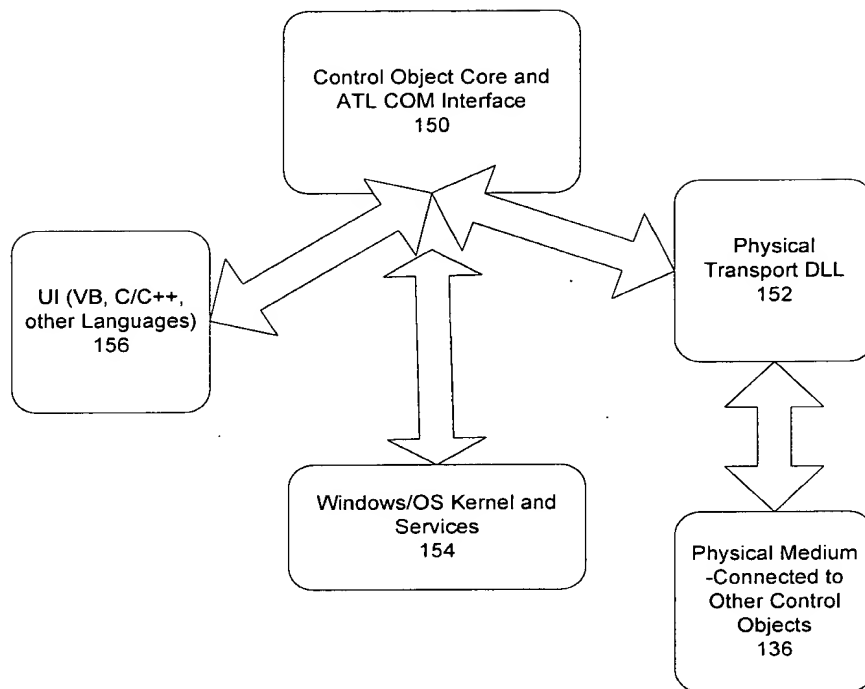 Control Object Core and
ATL COM Interface
150
Physical
Transport DLL
152
UI (VB, C/C++,
other Languages)
156
Windows/OS Kernel and
Services
154
Physical Medium
-Connected to
Other Control
Objects
136